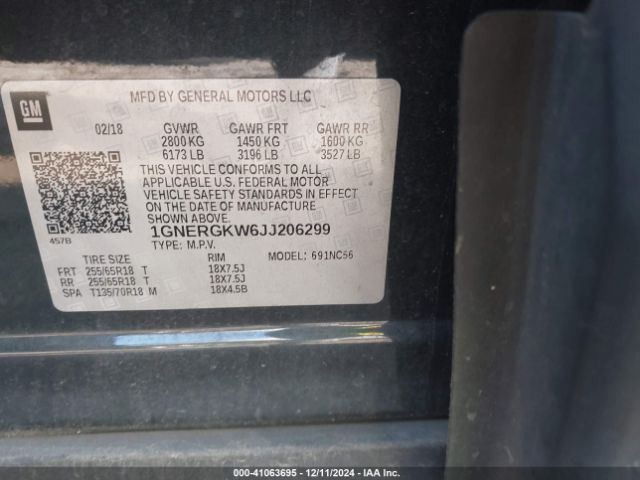 GM
MFD BY GENERAL MOTORS LLC
02/18 GVWR GAWR FRT GAWR RR
2800 KG 1450 KG 1600 KG
6173 LB 3196 LB 3527 LB
THIS VEHICLE CONFORMS TO ALL
APPLICABLE U.S. FEDERAL MOTOR
VEHICLE SAFETY STANDARDS IN EFFECT
ON THE DATE OF MANUFACTURE
SHOWN ABOVE.
457B
1GNERGKW6JJ206299
TYPE: M.P.V.
TIRE SIZE RIM MODEL: 691NC56
FRT 255/65R18 T 18X7.5J
RR 255/65R18 T 18X7.5J
SPA T135/70R18 M 18X4.5B
000-41063695 - 12/11/2024 - IAA Inc.